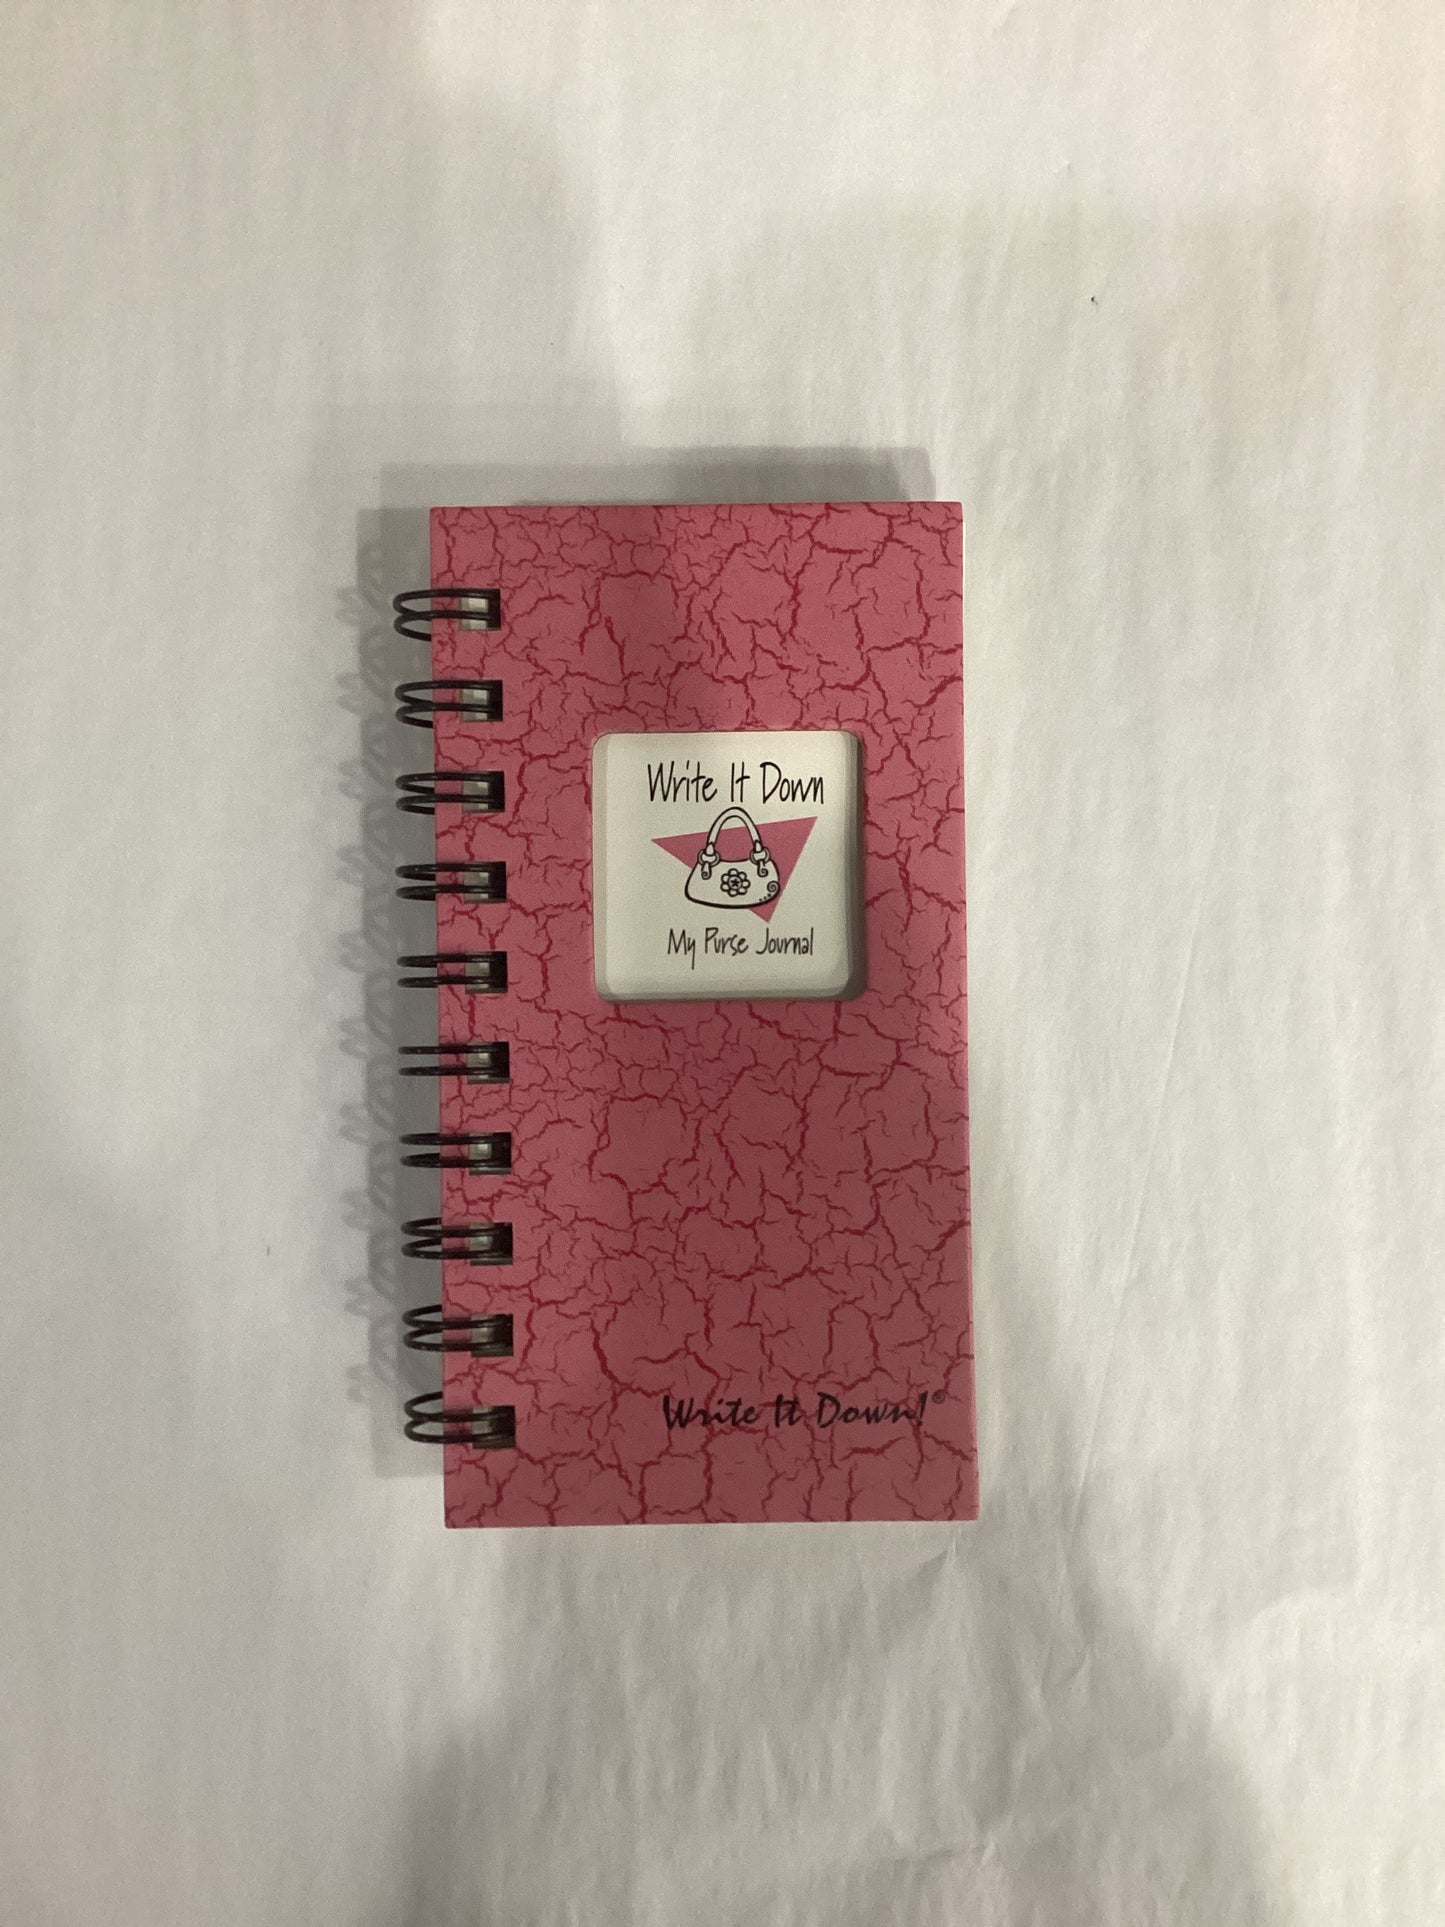 Write It Down
My Purse Journal
Write It Down!®